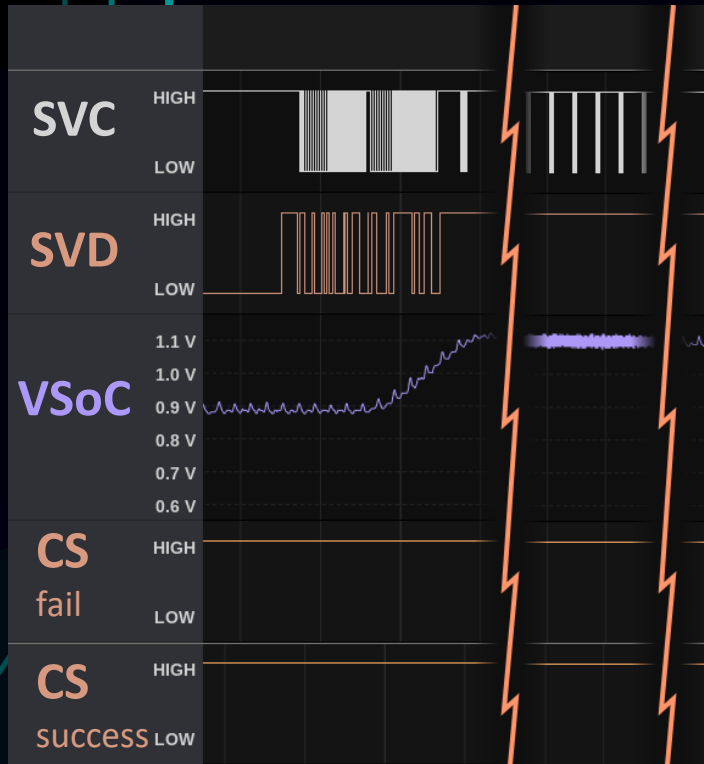 SVC
HIGH
LOW
SVD
HIGH
LOW
VSoC
1.1 V
1.0 V
0.9 V
0.8 V
0.7 V
0.6 V
CS
fail
HIGH
LOW
CS
success
HIGH
LOW